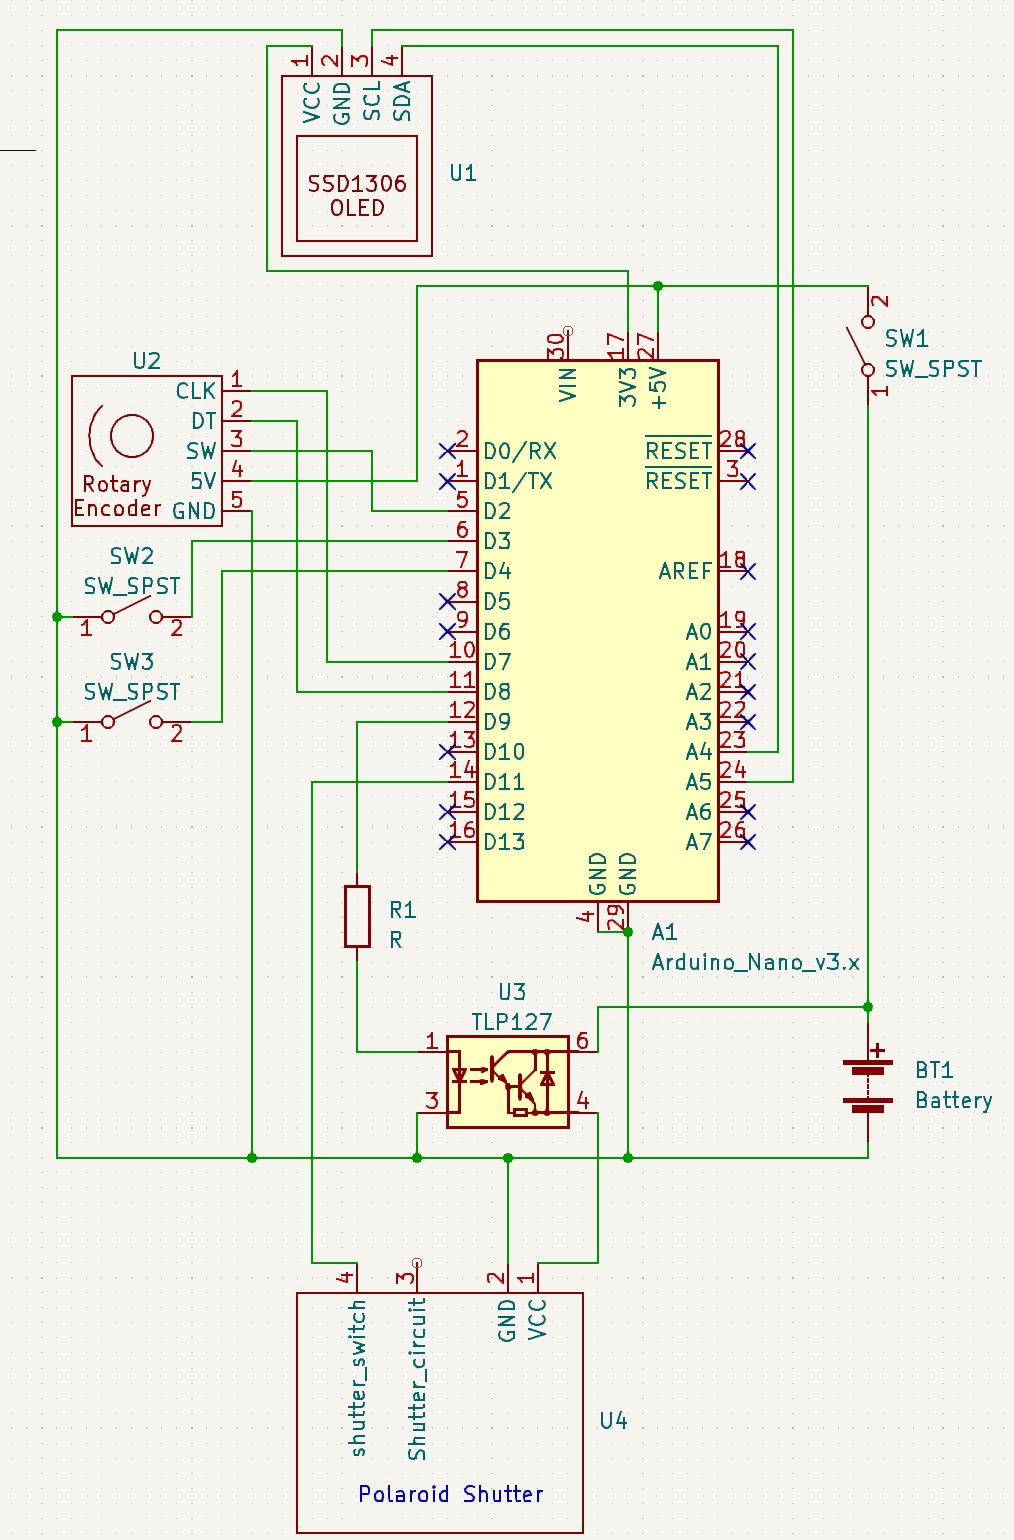 1 2 3 4
VCC GND SCL SDA
U1
SSD1306
OLED
2
SW1
SW_SPST
1
30 17 27
VIN 3V3 +5V
U2
CLK 1
DT 2
SW 3
5V 4
Rotary
Encoder
GND 5
SW2
SW_SPST
1 2
SW3
SW_SPST
1 2
2 D0/RX
1 D1/TX
5 D2
6 D3
7 D4
8 D5
9 D6
10 D7
11 D8
12 D9
13 D10
14 D11
15 D12
16 D13
RESET 28
RESET 3
AREF 18
A0 19
A1 20
A2 21
A3 22
A4 23
A5 24
A6 25
A7 26
GND GND
4 29
A1
Arduino_Nano_v3.x
R1
R
U3
TLP127
1 6
3 4
+
BT1
Battery
4 3 2 1
shutter_switch Shutter_circuit GND VCC
U4
Polaroid Shutter